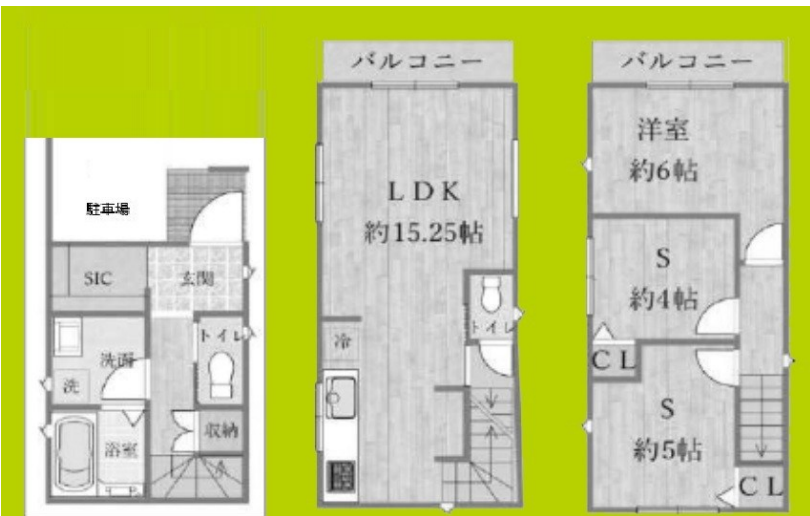 駐車場
SIC
玄関
トイレ
洗面
洗
浴室
収納
バルコニー
LDK
約15.25帖
トイレ
冷
バルコニー
洋室
約6帖
S
約4帖
CL
S
約5帖
CL